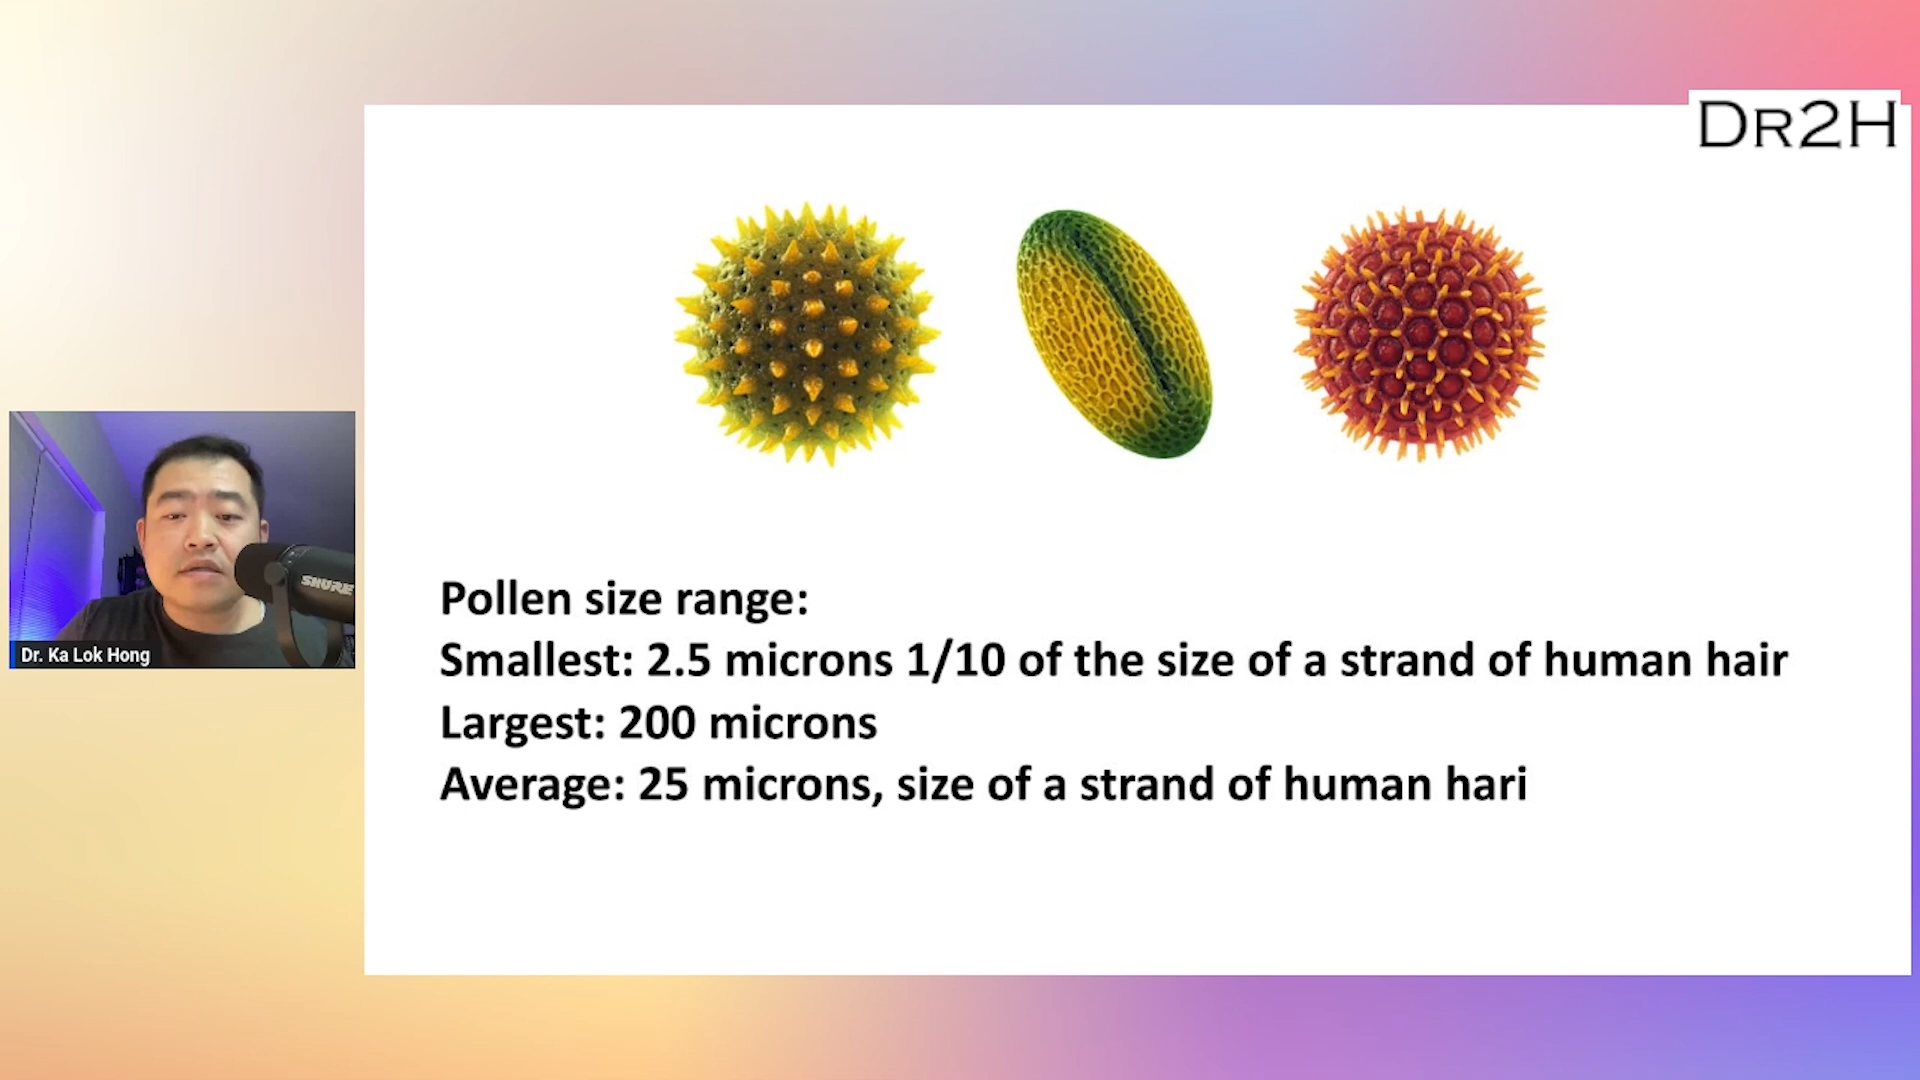 DR2H
SHURE
Dr. Ka Lok Hong
Pollen size range:
Smallest: 2.5 microns 1/10 of the size of a strand of human hair
Largest: 200 microns
Average: 25 microns, size of a strand of human hari